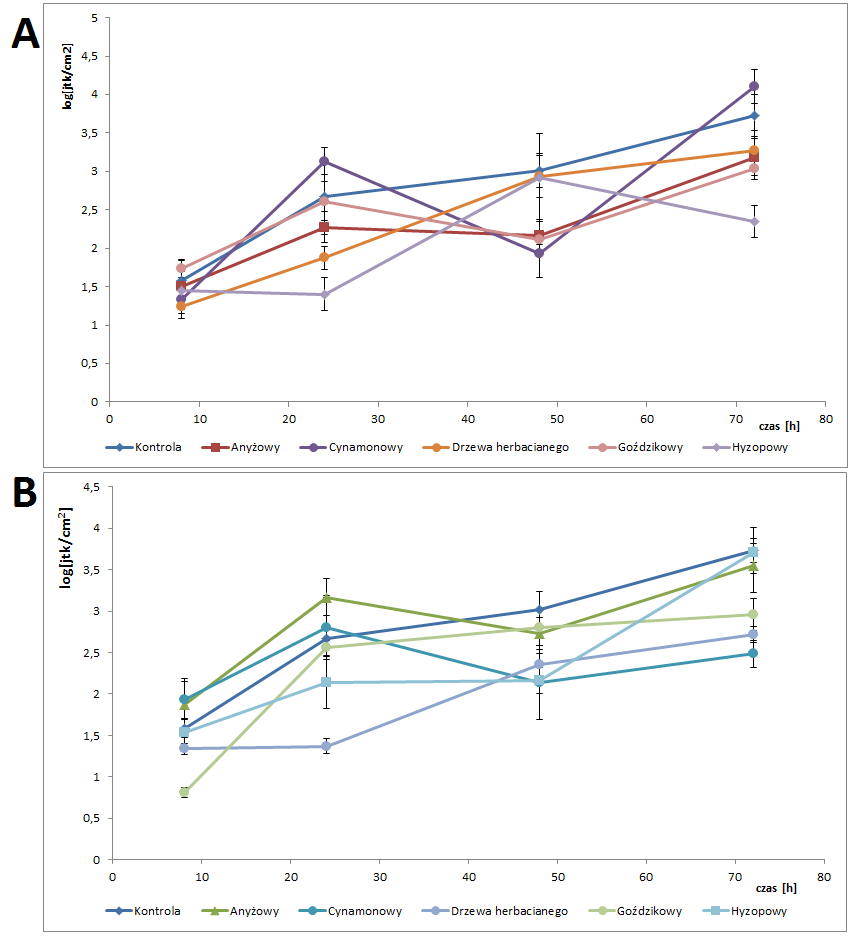 A
log[jtk/cm2]
5
4,5
4
3,5
3
2,5
2
1,5
1
0,5
0
0 10 20 30 40 50 60 70 80
czas [h]
Kontrola Anyżowy Cynamonowy Drzewa herbacianego Goździkowy Hyzopowy
B
log[jtk/cm²]
4,5
4
3,5
3
2,5
2
1,5
1
0,5
0
0 10 20 30 40 50 60 70 80
czas [h]
Kontrola Anyżowy Cynamonowy Drzewa herbacianego Goździkowy Hyzopowy